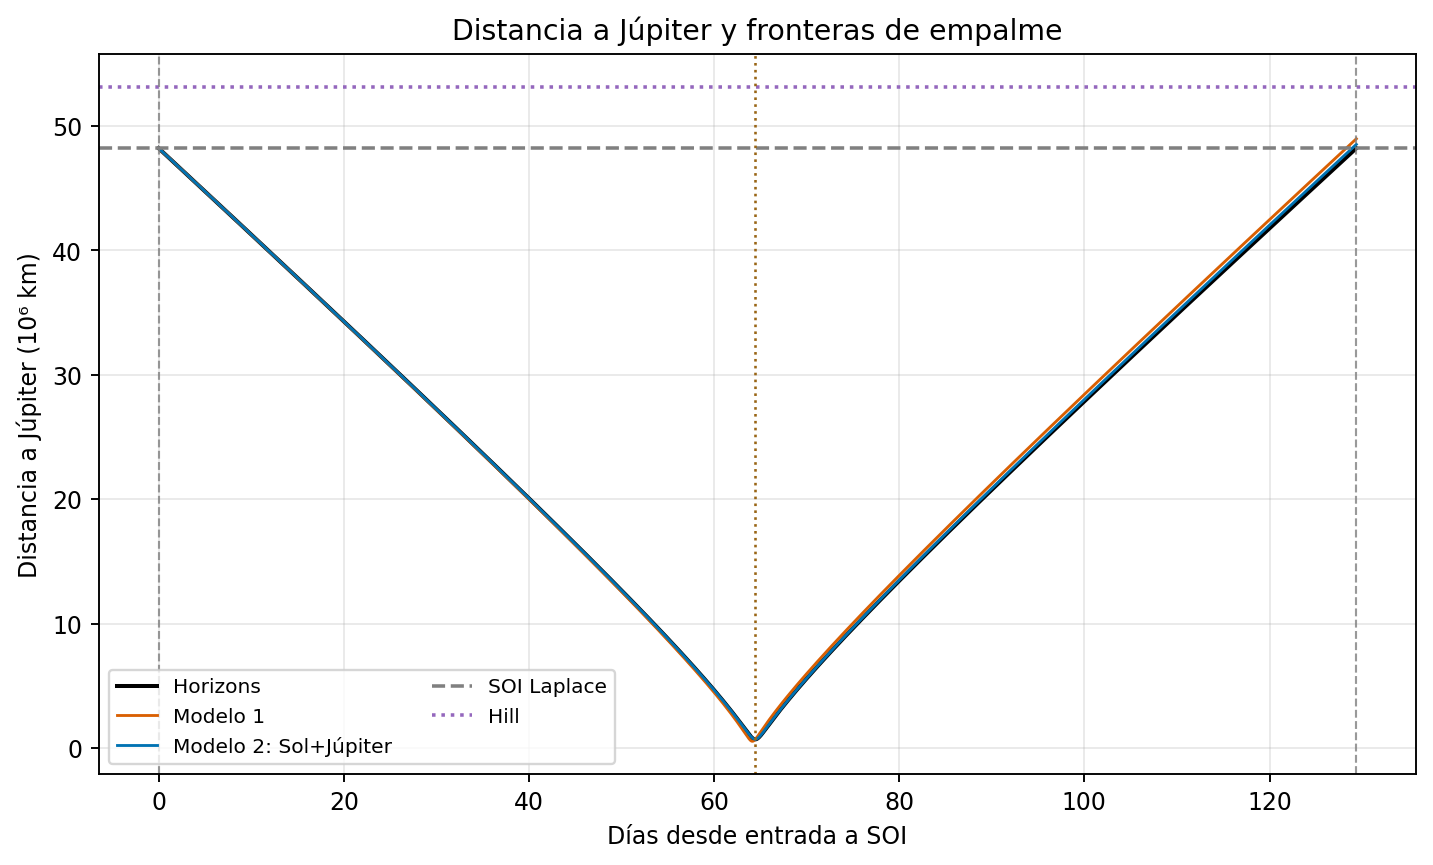 Distancia a Júpiter y fronteras de empalme
Distancia a Júpiter (10⁶ km)
50
40
30
20
10
0
Horizons
Modelo 1
Modelo 2: Sol+Júpiter
SOI Laplace
Hill
0 20 40 60 80 100 120
Días desde entrada a SOI